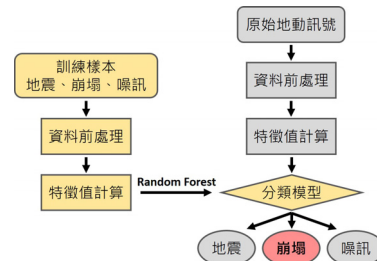 原始地動訊號
訓練樣本
地震、崩塌、噪訊
資料前處理
資料前處理
特徵值計算
特徵值計算
Random Forest
分類模型
地震
崩塌
噪訊